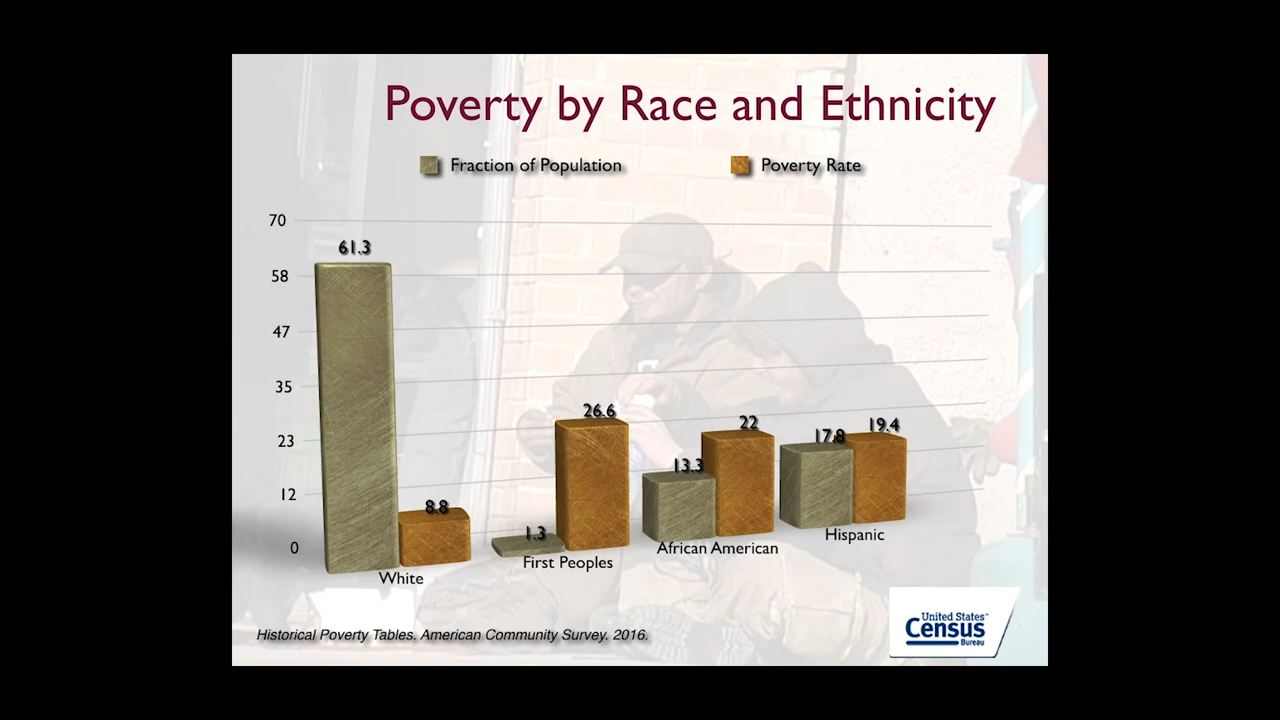 Poverty by Race and Ethnicity
Fraction of Population
Poverty Rate
70
58
47
35
23
12
0
61.3
8.8
1.3
26.6
13.3
22
17.8
19.4
White
First Peoples
African American
Hispanic
Historical Poverty Tables. American Community Survey. 2016.
United States™
Census
Bureau